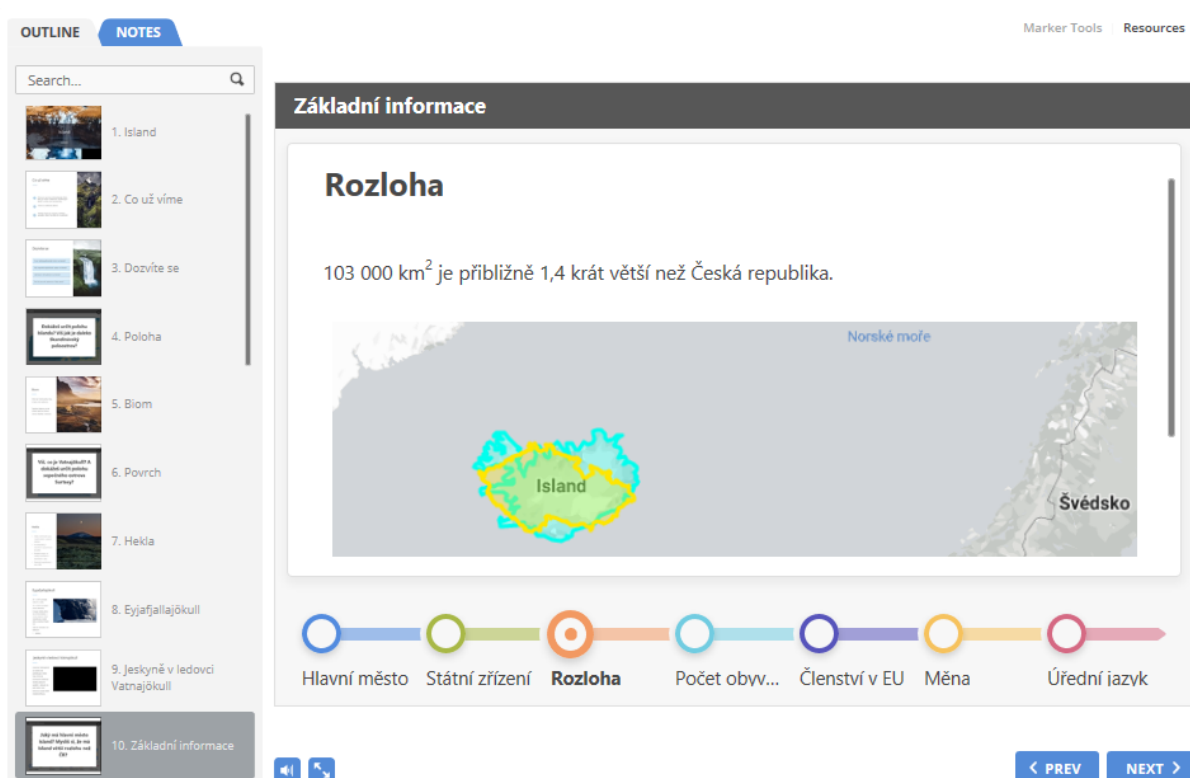 OUTLINE
NOTES
Marker Tools
Resources
Search...
1. Island
2. Co už víme
3. Dozvíte se
4. Poloha
5. Biom
6. Povrch
7. Hekla
8. Eyjafjallajökull
9. Jeskyně v ledovci
Vatnajökull
10. Základní informace
Základní informace
Rozloha
103 000 km² je přibližně 1,4 krát větší než Česká republika.
Norské moře
Island
Švédsko
Hlavní město
Státní zřízení
Rozloha
Počet obyv...
Členství v EU
Měna
Úřední jazyk
PREV
NEXT